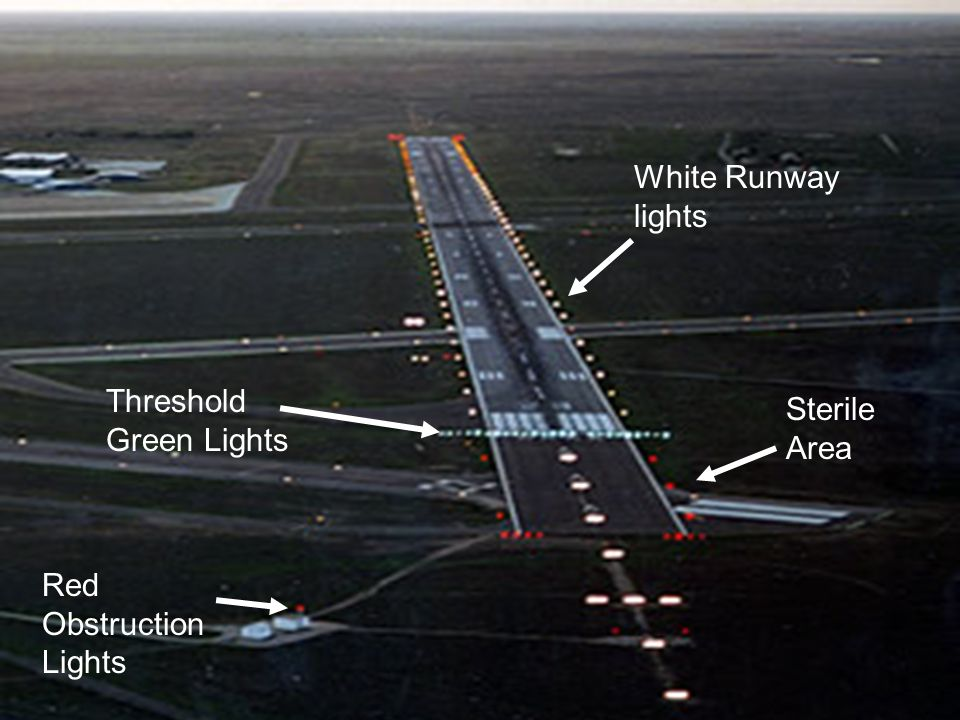 White Runway
lights
Threshold
Green Lights
Sterile
Area
Red
Obstruction
Lights